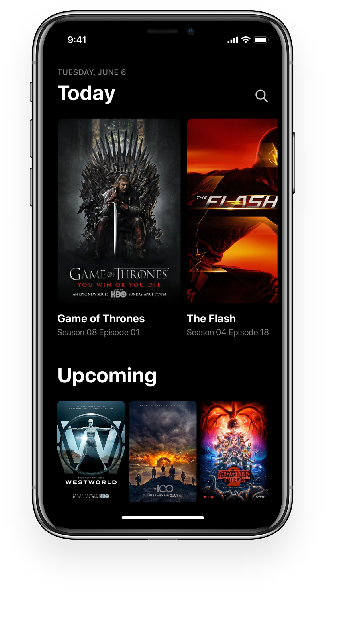 9:41
TUESDAY, JUNE 6
Today
GAME OF THRONES
YOU WIN OR YOU DIE
HBO
THE FLASH
Game of Thrones
Season 08 Episode 01
The Flash
Season 04 Episode 18
Upcoming
WESTWORLD
HBO
THE 100
STRANGER THINGS